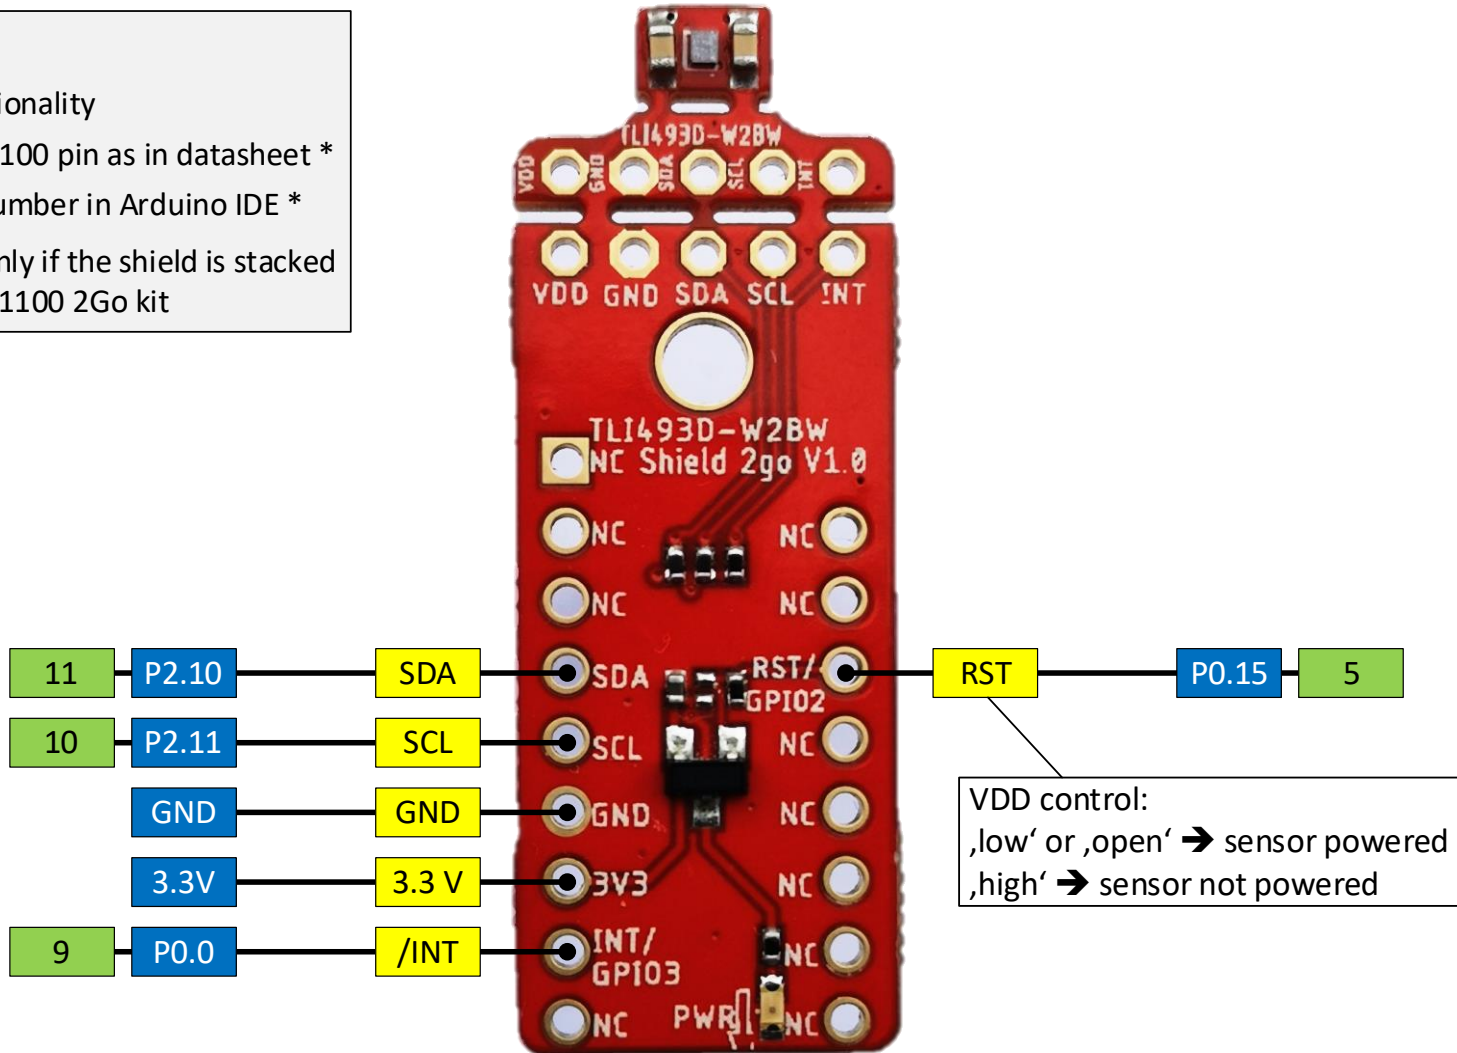 ionality
100 pin as in datasheet *
umber in Arduino IDE *
nly if the shield is stacked
1100 2Go kit
TLI493D-W2BW
VDD GND SDA SCL INT
VDD GND SDA SCL INT
TLI493D-W2BW
NC Shield 2go V1.0
NC NC
NC NC
11 P2.10 SDA SDA RST/ GPIO2 RST P0.15 5
10 P2.11 SCL SCL NC
GND GND GND NC
3.3V 3.3 V 3V3 NC
9 P0.0 /INT INT/ GPIO3 NC
NC PWR NC
VDD control:
‚low‘ or ‚open‘ ➔ sensor powered
‚high‘ ➔ sensor not powered